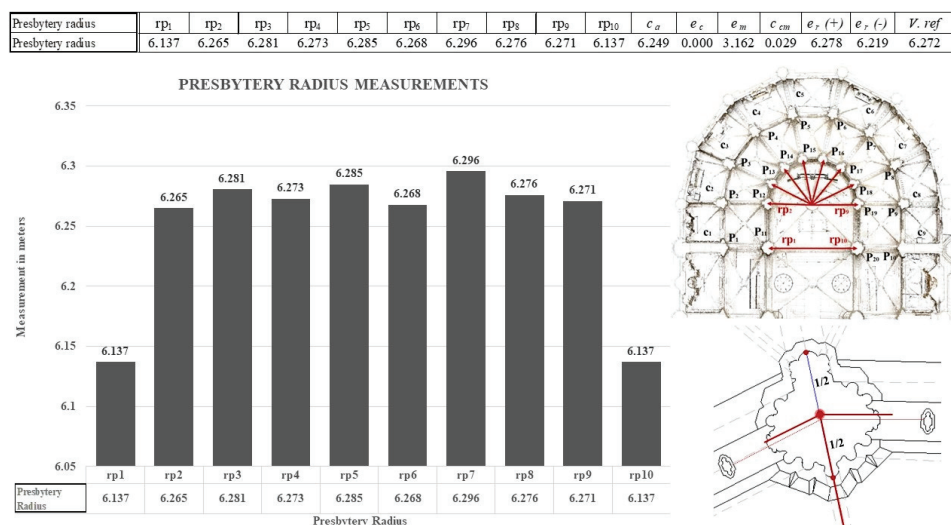 Presbytery radius rp₁ rp₂ rp₃ rp₄ rp₅ rp₆ rp₇ rp₈ rp₉ rp₁₀ c a e c e m c cm e r (+) e r (-) V. ref
Presbytery radius 6.137 6.265 6.281 6.273 6.285 6.268 6.296 6.276 6.271 6.137 6.249 0.000 3.162 0.029 6.278 6.219 6.272
PRESBYTERY RADIUS MEASUREMENTS
6.35
6.3
6.25
6.2
6.15
6.1
6.05
Measurement in meters
6.137
6.265
6.281
6.273
6.285
6.268
6.296
6.276
6.271
6.137
rp1 rp2 rp3 rp4 rp5 rp6 rp7 rp8 rp9 rp10
Presbytery
Radius
6.137 6.265 6.281 6.273 6.285 6.268 6.296 6.276 6.271 6.137
Presbytery Radius
c₅
c₄ c₆
P₅ P₆
P₄ P₇
c₃ c₇
P₁₅ P₁₆
P₁₄ P₁₇
P₃
P₁₃
c₂ P₂ P₁₂ P₁₈ c₈
rp₂ rp₉ P₁₉ P₉
c₁ P₁ P₁₁ c₉
rp₁ rp₁₀
P₂₀
1/2
1/2